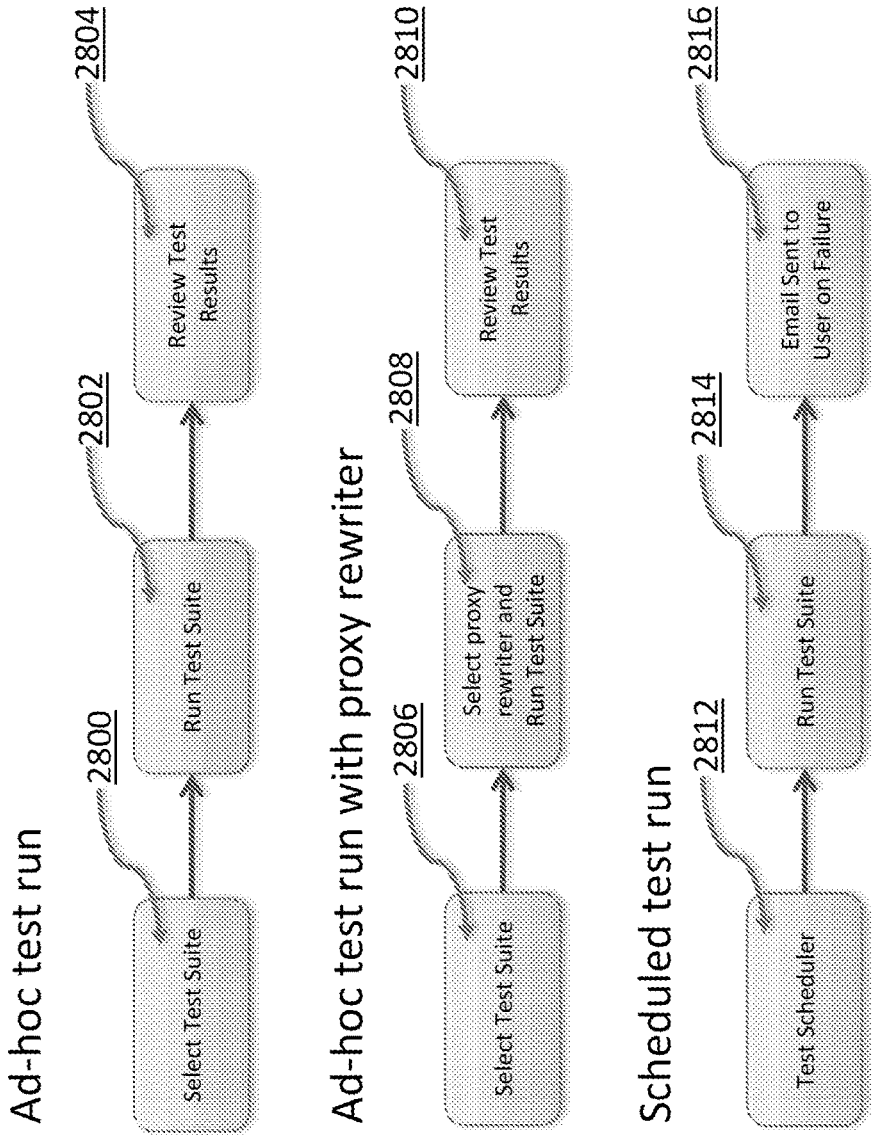 Ad-hoc test run
2800
2802
2804
Select Test Suite
Run Test Suite
Review Test
Results
Ad-hoc test run with proxy rewriter
2806
2808
2810
Select Test Suite
Select proxy
rewriter and
Run Test Suite
Review Test
Results
Scheduled test run
2812
2814
2816
Test Scheduler
Run Test Suite
Email Sent to
User on Failure